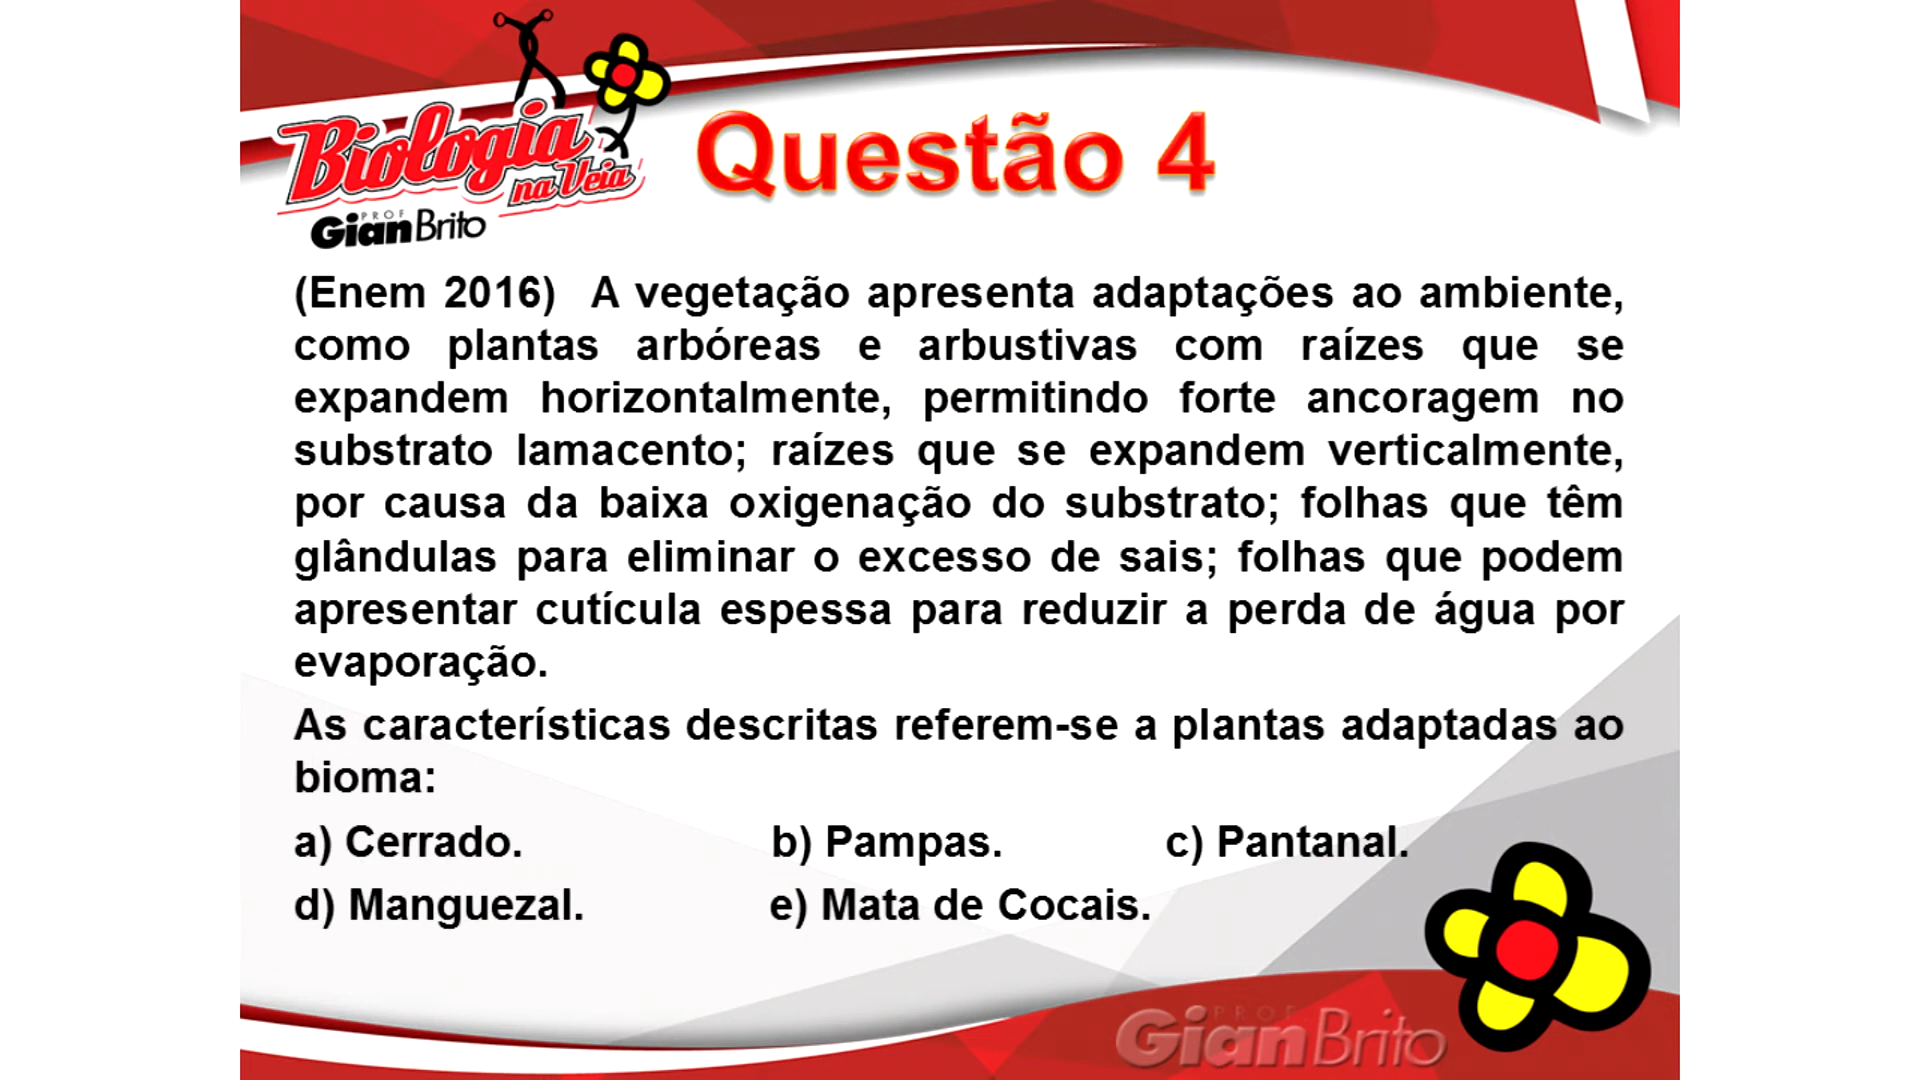 Biologia
na Veia
PROF
Gian Brito
Questão 4
(Enem 2016) A vegetação apresenta adaptações ao ambiente,
como plantas arbóreas e arbustivas com raízes que se
expandem horizontalmente, permitindo forte ancoragem no
substrato lamacento; raízes que se expandem verticalmente,
por causa da baixa oxigenação do substrato; folhas que têm
glândulas para eliminar o excesso de sais; folhas que podem
apresentar cutícula espessa para reduzir a perda de água por
evaporação.
As características descritas referem-se a plantas adaptadas ao
bioma:
a) Cerrado. b) Pampas. c) Pantanal.
d) Manguezal. e) Mata de Cocais.
PROF.
Gian Brito